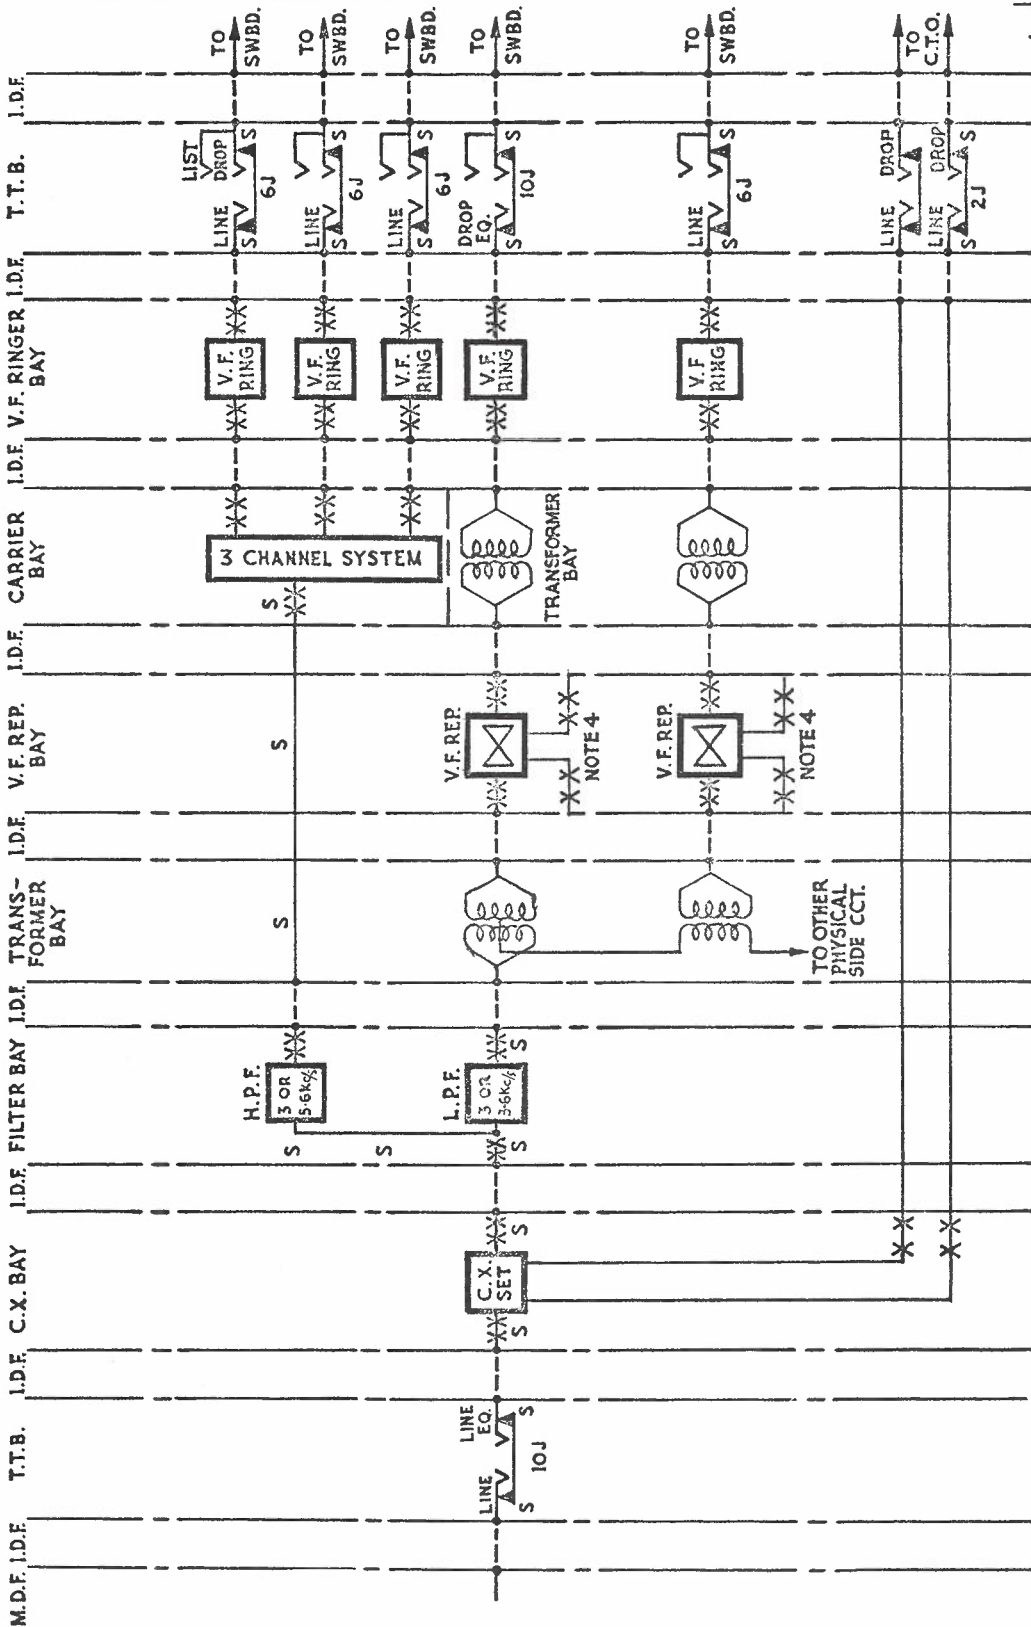 M.D.F. I.D.F. T.T.B. I.D.F. C.X. BAY I.D.F. FILTER BAY I.D.F. TRANS-
FORMER
BAY
I.D.F. V.F. REP.
BAY
I.D.F. CARRIER
BAY
I.D.F. V.F. RINGER
BAY
I.D.F. T.T.B. I.D.F.
LIST
DROP
LINE
S
6J
S
TO
SWBD.
V.F.
RING
LINE
S
6J
S
TO
SWBD.
V.F.
RING
LINE
S
6J
S
TO
SWBD.
V.F.
RING
3 CHANNEL SYSTEM
S
S
S
H.P.F.
3 OR
5·6Kc/s
S
S
LINE
S
10J
LINE
EQ.
S
S
C.X.
SET
S
S
L.P.F.
3 OR
3·6Kc/s
S
V.F. REP.
NOTE 4
TRANSFORMER
BAY
V.F.
RING
DROP
EQ.
S
10J
S
TO
SWBD.
TO OTHER
PHYSICAL
SIDE CCT.
V.F. REP.
NOTE 4
V.F
RING
LINE
S
6J
S
TO
SWBD.
LINE
DROP
LINE
DROP
S
2J
S
TO
C.T.O.